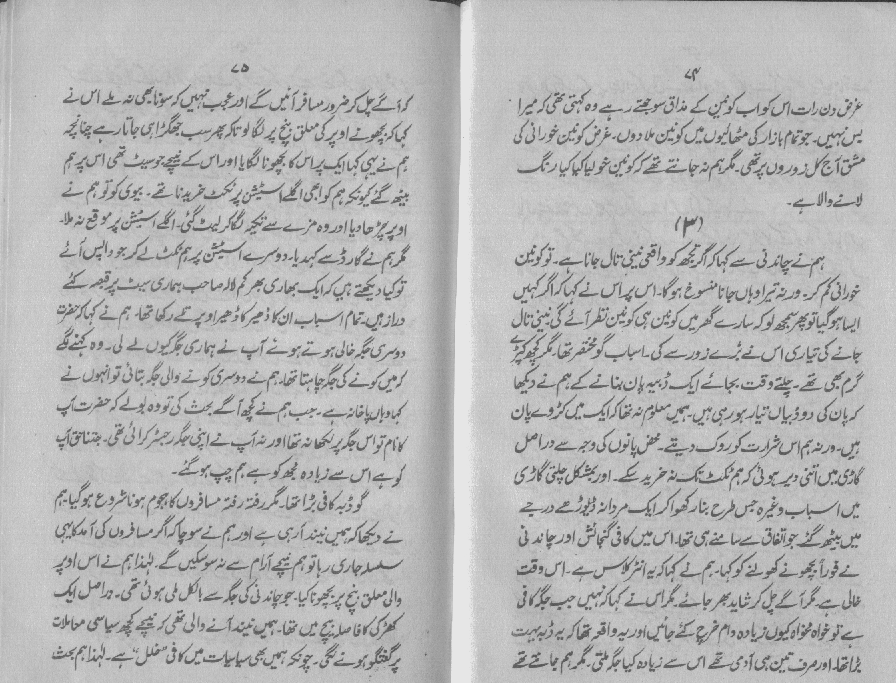 ۷۴
غرض دن رات اس کو اب کونین کے مذاق سوجھتے رہے وہ کہتی تھی کہ میرا
بس نہیں۔ جو تمام بازار کی مٹھائیوں میں کونین ملا دوں۔ غرض کونین خورانی کی
مشق آج کل زوروں پر تھی۔ مگر ہم نہ جانتے تھے کہ کونین خولیا کیا کیا رنگ
لانے والا ہے۔
(۳)
ہم نے چاندنی سے کہا کہ اگر تجھ کو واقعی نینی تال جانا ہے۔ تو کونین
خورانی کم کر۔ ورنہ تیرا وہاں جانا منسوخ ہوگا۔ اس پر اس نے کہا کہ اگر کہیں
ایسا ہو گیا تو پھر سمجھ لو کہ سارے گھر میں کونین ہی کونین نظر آئے گی نینی تال
جانے کی تیاری اس نے بڑے زور سے کی۔ اسباب گو مختصر تھا۔ مگر کچھ کپڑے
گرم بھی تھے۔ چلتے وقت بجائے ایک ڈبیہ پان بنانے کے ہم نے دیکھا
کہ پان کی دو ڈبیاں تیار ہو رہی ہیں۔ ہمیں معلوم نہ تھا کہ ایک میں کڑوے پان
ہیں۔ ورنہ ہم اس شرارت کو روک دیتے۔ محض پانوں کی وجہ سے دراصل
گاڑی میں اتنی دیر ہوئی کہ ہم ٹکٹ تک نہ خرید سکے۔ اور بمشکل چلتی گاڑی
میں اسباب وغیرہ جس طرح بنا رکھوا کر ایک مردانہ ڈیوڑھے درجے
میں بیٹھ گئے جو اتفاق سے سامنے ہی تھا۔ اس میں کافی گنجائش اور چاندنی
نے فوراً بچھونے کھولنے کو کہا۔ ہم نے کہا کہ یہ انٹر کلاس ہے۔ اس وقت
خالی ہے۔ مگر آگے چل کر شاید بھر جائے۔ مگر اس نے کہا کہ نہیں جب جگہ کافی
ہے تو خواہ مخواہ کیوں زیادہ دام خرچ کئے جائیں اور یہ واقعہ تھا کہ یہ ڈبہ بہت
بڑا تھا۔ اور صرف تین ہی آدمی تھے اس سے زیادہ کیا جگہ ملتی۔ مگر ہم جانتے تھے
۷۵
کہ آگے چل کر ضرور مسافر آئیں گے اور عجب نہیں کہ سونا بھی نہ ملے اس نے
کہا کہ بچھونے اوپر کی معلق بنچ پر لگا لو تاکہ پھر سب جھگڑا ہی جاتا رہے چنانچہ
ہم نے یہی کہا ایک پر اس کا بچھونا لگایا اور اس کے نیچے جو سیٹ تھی اس پر ہم
بیٹھ گئے کیونکہ ہم کو ابھی اگلے اسٹیشن پر ٹکٹ خریدنا تھے۔ بیوی کو تو ہم نے
اوپر چڑھا دیا اور وہ مزے سے تکیہ لگا کر لیٹ گئی۔ اگلے اسٹیشن پر موقع نہ ملا۔
مگر ہم نے گارڈ سے کہدیا۔ دوسرے اسٹیشن پر ہم ٹکٹ لے کر جو واپس آئے
تو کیا دیکھتے ہیں کہ ایک بھاری بھر کم لالہ صاحب ہماری سیٹ پر قبضہ کئے
دراز ہیں۔ تمام اسباب ان کا ڈھیر کا ڈھیر اوپر تلے رکھا تھا۔ ہم نے کہا کہ حضرت
دوسری جگہ خالی ہوتے ہوئے آپ نے ہماری جگہ کیوں لے لی۔ وہ کہنے لگے
کہ میں کونے کی جگہ چاہتا تھا۔ ہم نے دوسری کونے والی جگہ بتائی تو انہوں نے
کہا وہاں پاخانہ ہے۔ جب ہم نے کچھ آگے بحث کی تو وہ بولے کہ حضرت آپ
کا نام تو اس جگہ پر لکھا نہ تھا اور نہ آپ نے اپنی جگہ رجسٹر کرائی تھی۔ جتنا حق آپ
کو ہے اس سے زیادہ مجھ کو ہے ہم چپ ہو گئے۔
گو ڈبہ کافی بڑا تھا۔ مگر رفتہ رفتہ مسافروں کا ہجوم ہونا شروع ہو گیا۔ ہم
نے دیکھا کہ ہمیں نیند آ رہی ہے اور ہم نے سوچا کہ اگر مسافروں کی آمد کا یہی
سلسلہ جاری رہا تو ہم نیچے آرام سے نہ سو سکیں گے۔ لہٰذا ہم نے اس اوپر
والی معلق بنچ پر بچھونا کیا۔ جو چاندنی کی جگہ سے بالکل ملی ہوئی تھی۔ دراصل ایک
کھڑکی کا فاصلہ بیچ میں تھا۔ ہمیں نیند آنے والی تھی کہ نیچے کچھ سیاسی معاملات
پر گفتگو ہونے لگی۔ چونکہ ہمیں بھی سیاسیات میں کافی "خلل" ہے۔ لہٰذا ہم بحث